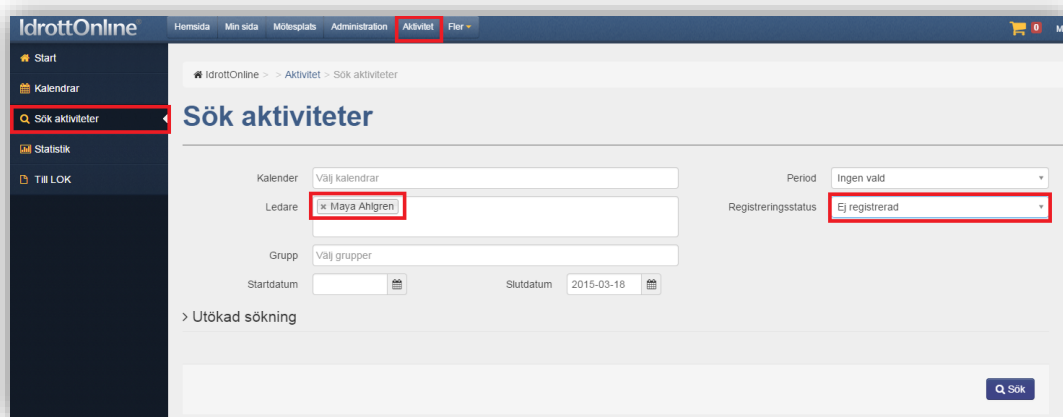 IdrottOnline Hemsida Min sida Mötesplats Administration Aktivitet Fler 0 M
Start
Kalendrar
Sök aktiviteter
Statistik
Till LOK
IdrottOnline > > Aktivitet > Sök aktiviteter
Sök aktiviteter
Kalender Välj kalendrar Period Ingen vald
Ledare × Maya Ahlgren Registreringsstatus Ej registrerad
Grupp Välj grupper
Startdatum Slutdatum 2015-03-18
> Utökad sökning
Sök